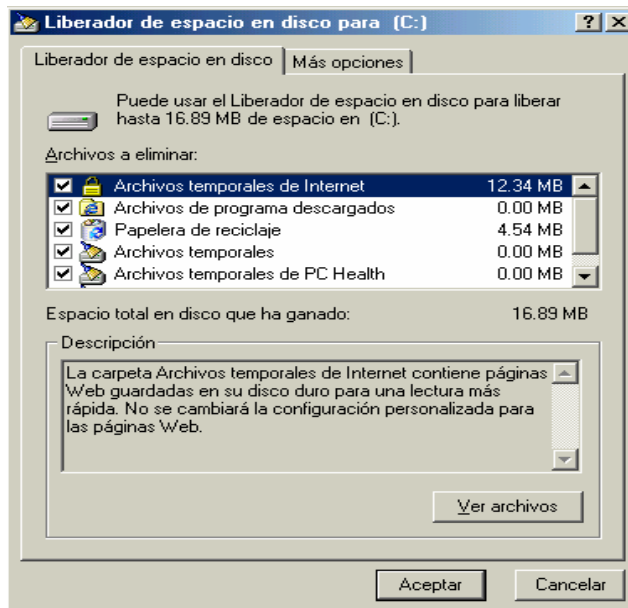 Liberador de espacio en disco para (C:)
Liberador de espacio en disco
Más opciones
Puede usar el Liberador de espacio en disco para liberar
hasta 16.89 MB de espacio en (C:).
Archivos a eliminar:
Archivos temporales de Internet 12.34 MB
Archivos de programa descargados 0.00 MB
Papelera de reciclaje 4.54 MB
Archivos temporales 0.00 MB
Archivos temporales de PC Health 0.00 MB
Espacio total en disco que ha ganado: 16.89 MB
Descripción
La carpeta Archivos temporales de Internet contiene páginas
Web guardadas en su disco duro para una lectura más
rápida. No se cambiará la configuración personalizada para
las páginas Web.
Ver archivos
Aceptar
Cancelar